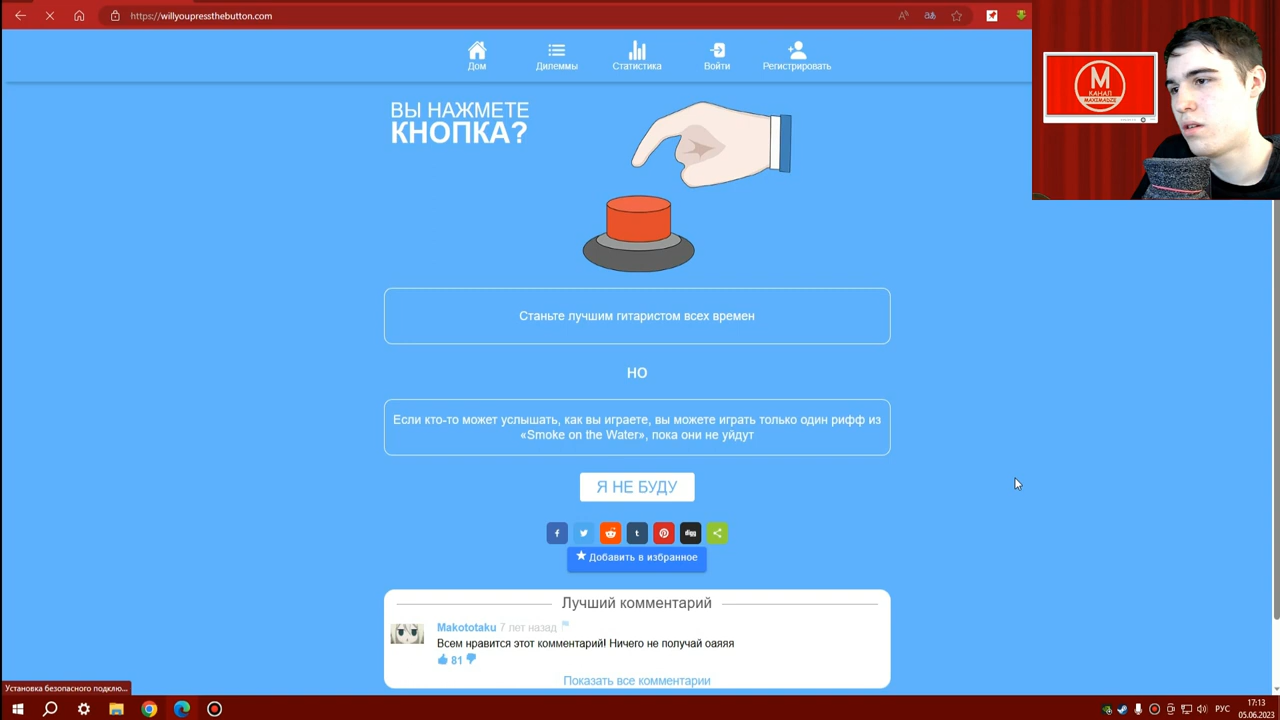 https://willyoupressthebutton.com
Дом
Дилеммы
Статистика
Войти
Регистрировать
М
КАНАЛ
MAXIMADZE
ВЫ НАЖМЕТЕ
КНОПКА?
Станьте лучшим гитаристом всех времен
НО
Если кто-то может услышать, как вы играете, вы можете играть только один рифф из
«Smoke on the Water», пока они не уйдут
Я НЕ БУДУ
digg
Добавить в избранное
Лучший комментарий
Makototaku 7 лет назад
Всем нравится этот комментарий! Ничего не получай оаяяя
81
Показать все комментарии
Установка безопасного подклю...
РУС
17:13
05.06.2023